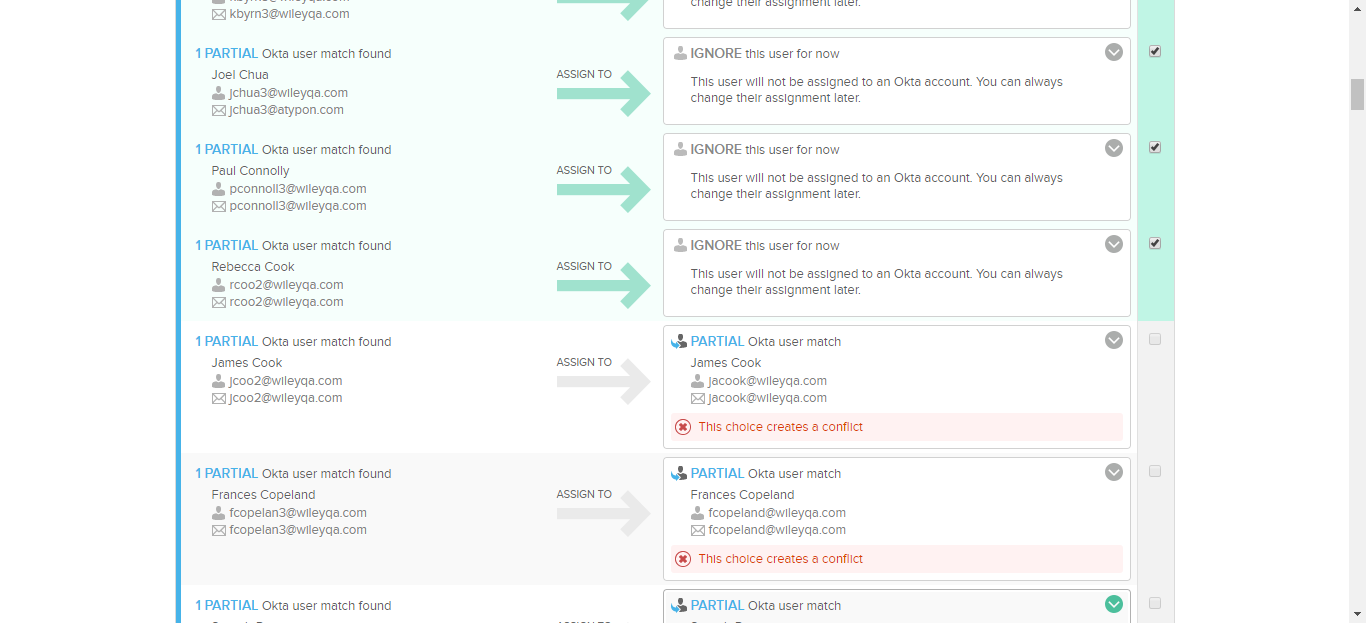 kbyrn3@wileyqa.com
change their assignment later.
1 PARTIAL Okta user match found
Joel Chua
jchua3@wileyqa.com
jchua3@atypon.com
ASSIGN TO
IGNORE this user for now
This user will not be assigned to an Okta account. You can always
change their assignment later.
1 PARTIAL Okta user match found
Paul Connolly
pconnoll3@wileyqa.com
pconnoll3@wileyqa.com
ASSIGN TO
IGNORE this user for now
This user will not be assigned to an Okta account. You can always
change their assignment later.
1 PARTIAL Okta user match found
Rebecca Cook
rcoo2@wileyqa.com
rcoo2@wileyqa.com
ASSIGN TO
IGNORE this user for now
This user will not be assigned to an Okta account. You can always
change their assignment later.
1 PARTIAL Okta user match found
James Cook
jcoo2@wileyqa.com
jcoo2@wileyqa.com
ASSIGN TO
PARTIAL Okta user match
James Cook
jacook@wileyqa.com
jacook@wileyqa.com
This choice creates a conflict
1 PARTIAL Okta user match found
Frances Copeland
fcopelan3@wileyqa.com
fcopelan3@wileyqa.com
ASSIGN TO
PARTIAL Okta user match
Frances Copeland
fcopeland@wileyqa.com
fcopeland@wileyqa.com
This choice creates a conflict
1 PARTIAL Okta user match found
PARTIAL Okta user match